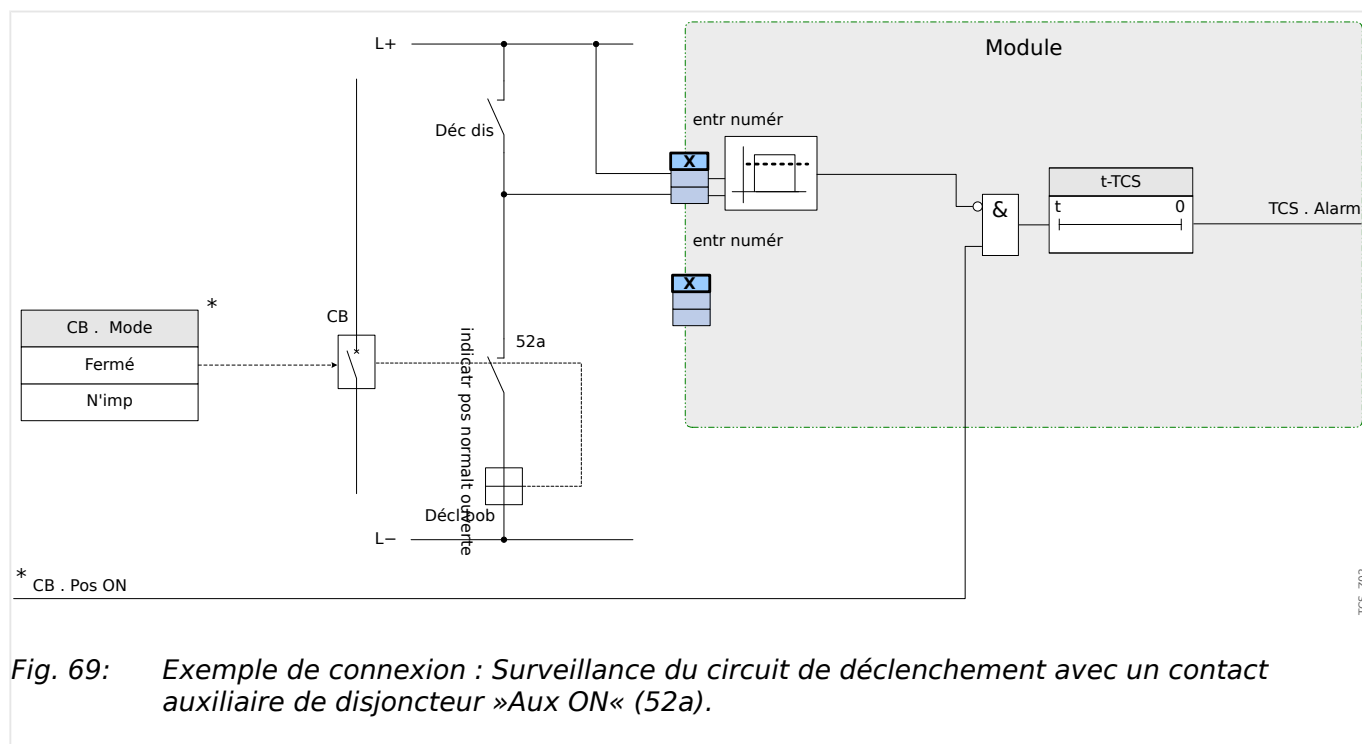 Module
L+
entr numér
Déc dis
X
t-TCS
t 0
&
TCS . Alarm
entr numér
X
*
CB . Mode
Fermé
N'imp
CB
52a
indicatr pos normalt ouverte
Décl bob
L−
* CB . Pos ON
Fig. 69: Exemple de connexion : Surveillance du circuit de déclenchement avec un contact
auxiliaire de disjoncteur »Aux ON« (52a).